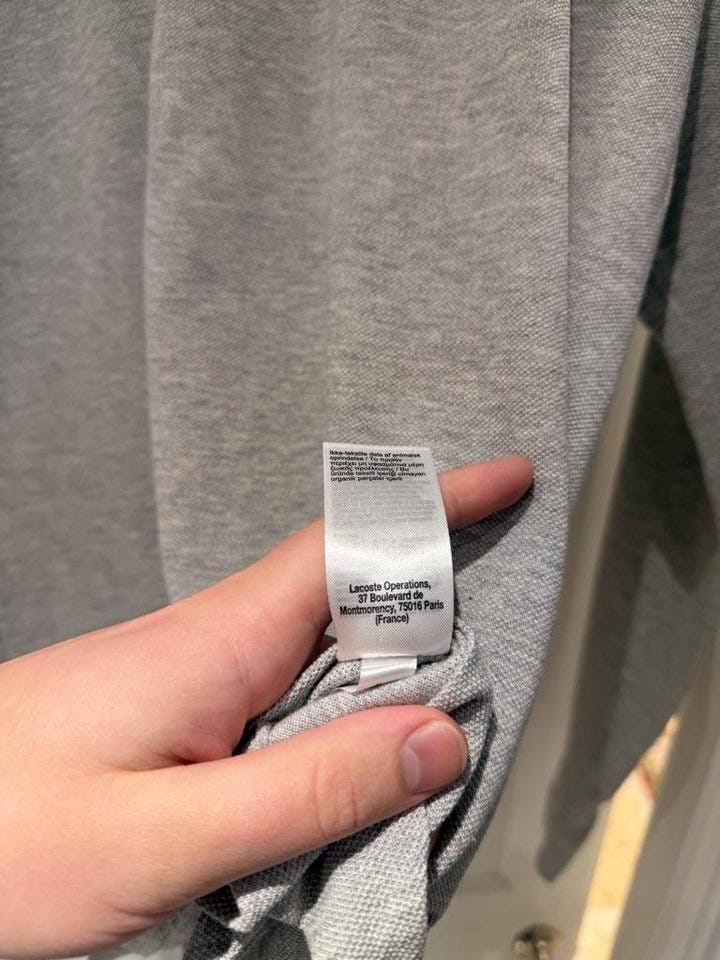 Ikke-tekstile dele af animalsk
oprindelse / Το προϊόν
περιέχει μη υφασμάτινα μέρη
ζωικής προέλευσης / Bu
üründe tekstil içeriği olmayan
organik parçalar içerir
Lacoste Operations,
37 Boulevard de
Montmorency, 75016 Paris
(France)